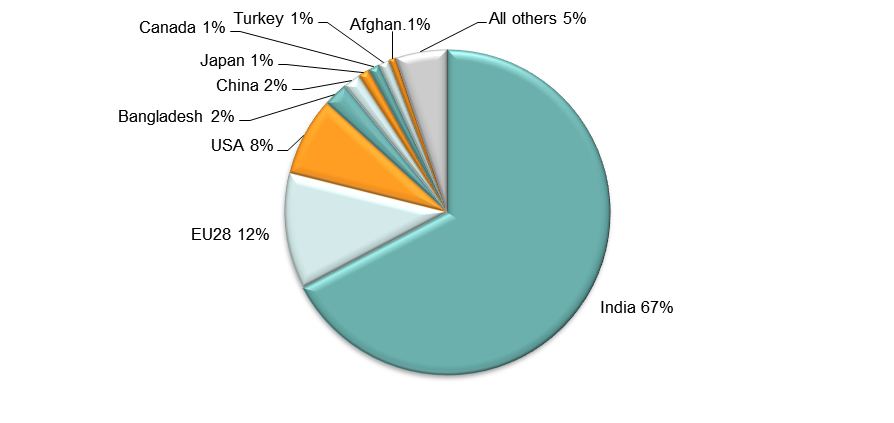 Canada 1%
Turkey 1%
Afghan.1%
All others 5%
Japan 1%
China 2%
Bangladesh 2%
USA 8%
EU28 12%
India 67%